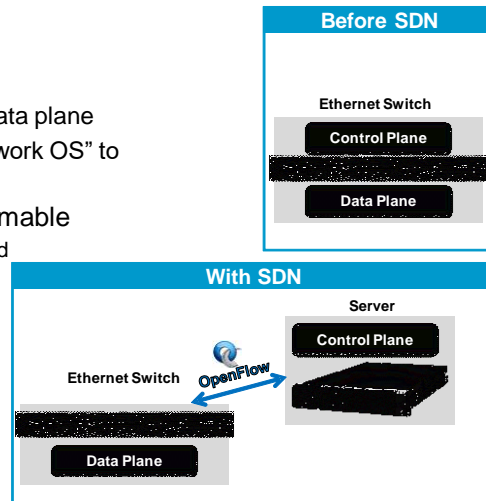 Before SDN
Ethernet Switch
Control Plane
Data Plane
ata plane
work OS” to
mable
d
With SDN
Server
Control Plane
OpenFlow
Ethernet Switch
Data Plane